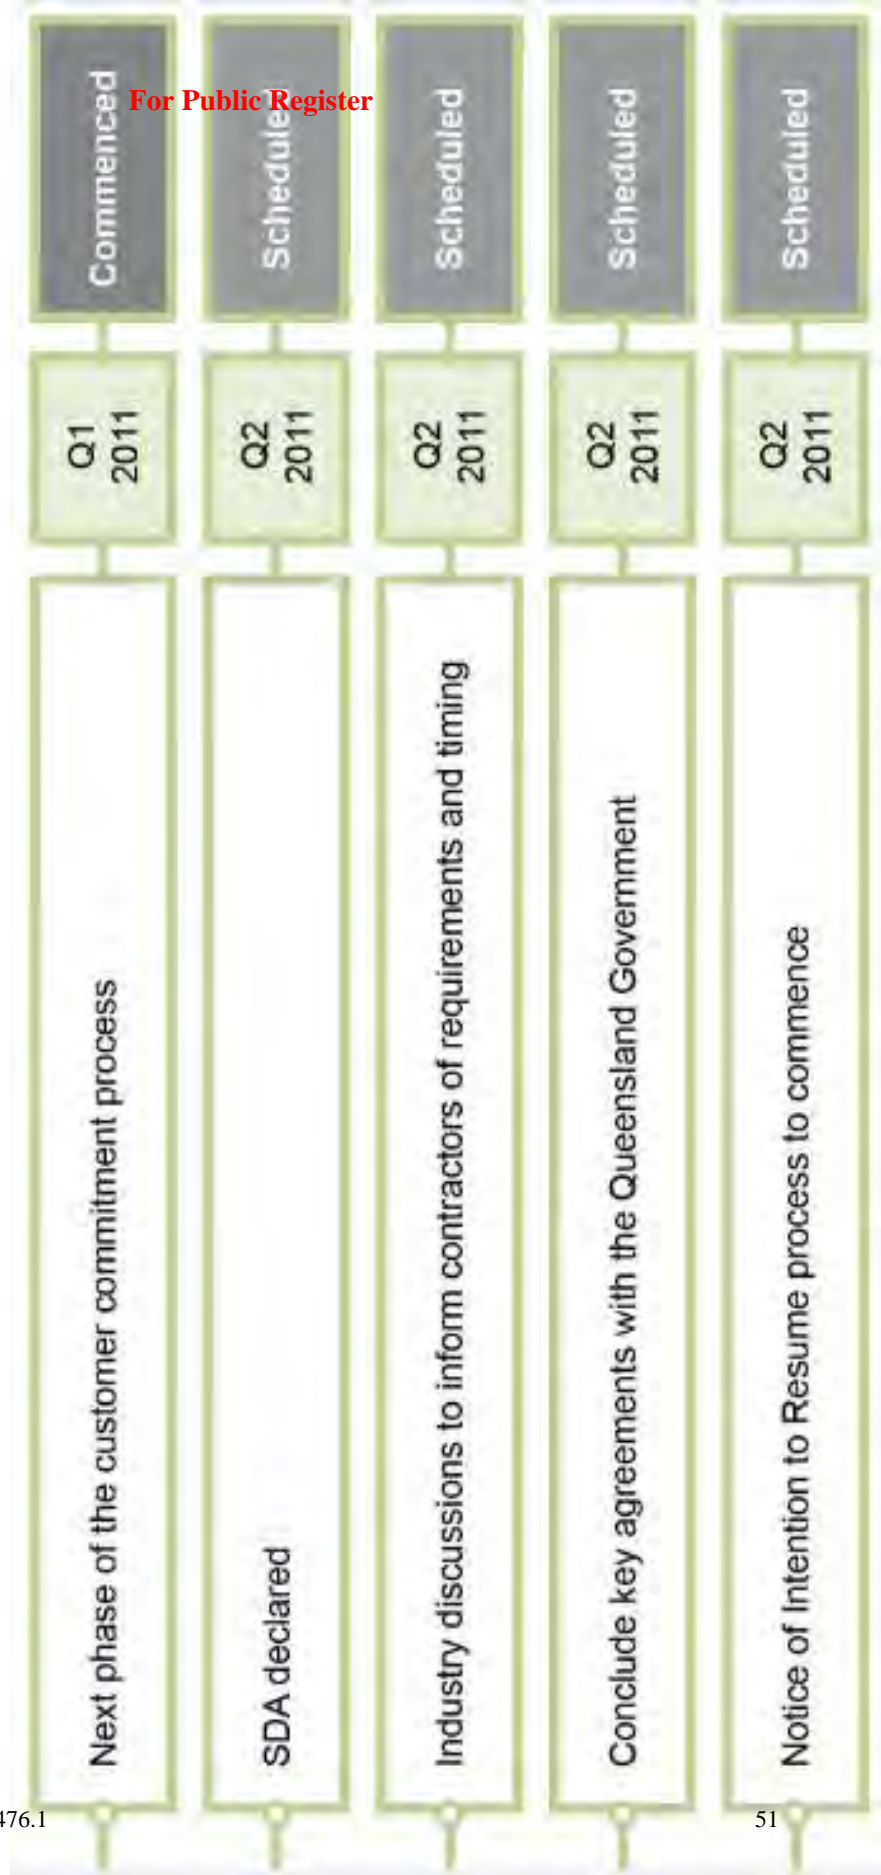 For Public Register
Next phase of the customer commitment process
Q1
2011
Commenced
SDA declared
Q2
2011
Scheduled
Industry discussions to inform contractors of requirements and timing
Q2
2011
Scheduled
Conclude key agreements with the Queensland Government
Q2
2011
Scheduled
Notice of Intention to Resume process to commence
Q2
2011
Scheduled
476.1
51